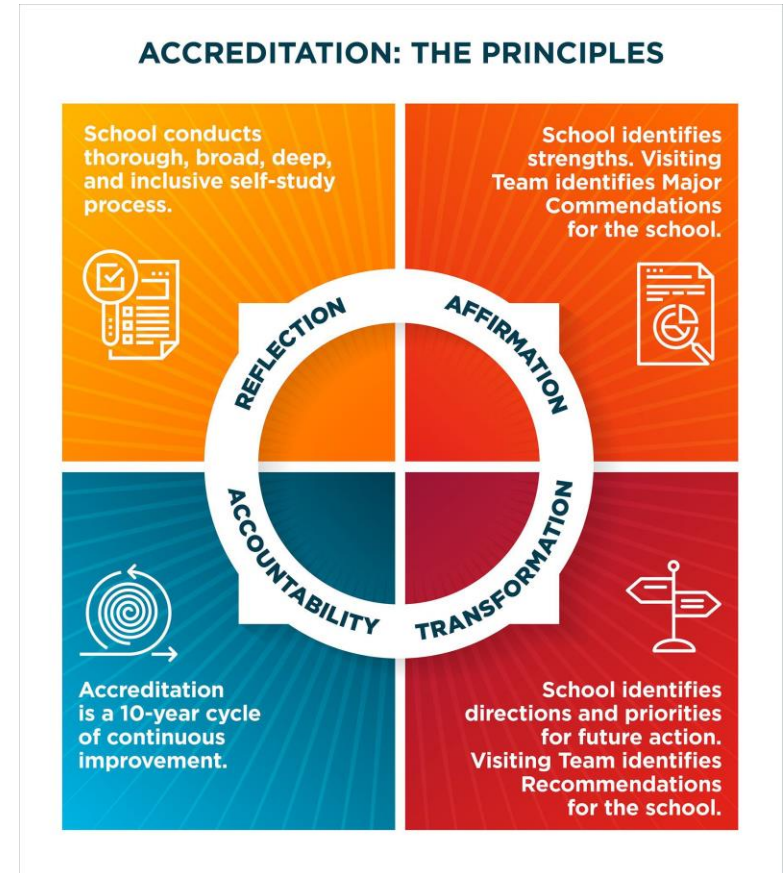 ACCREDITATION: THE PRINCIPLES
School conducts
thorough, broad, deep,
and inclusive self-study
process.
School identifies
strengths. Visiting
Team identifies Major
Commendations
for the school.
REFLECTION
AFFIRMATION
ACCOUNTABILITY
TRANSFORMATION
Accreditation
is a 10-year cycle
of continuous
improvement.
School identifies
directions and priorities
for future action.
Visiting Team identifies
Recommendations
for the school.